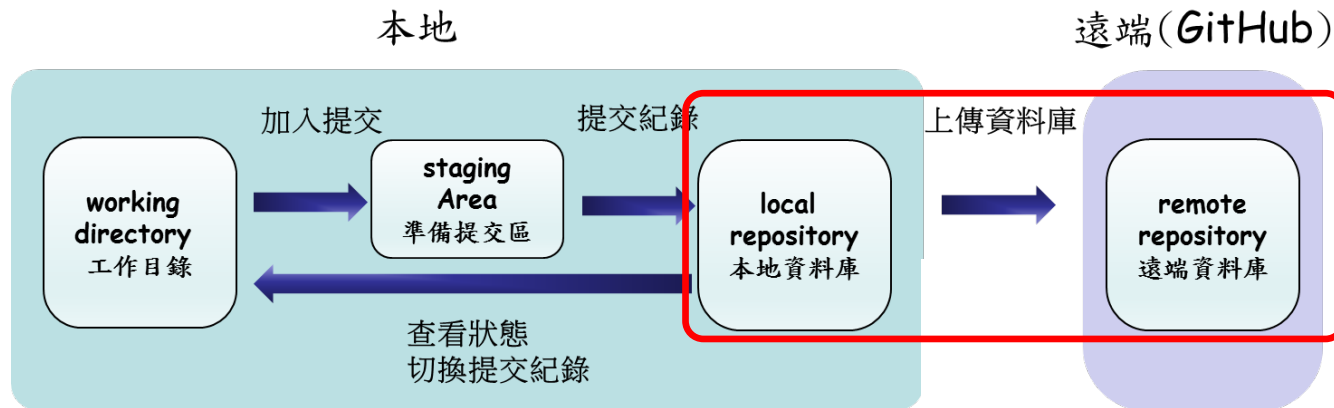 本地
遠端(GitHub)
加入提交
提交紀錄
上傳資料庫
working
directory
工作目錄
staging
Area
準備提交區
local
repository
本地資料庫
remote
repository
遠端資料庫
查看狀態
切換提交紀錄